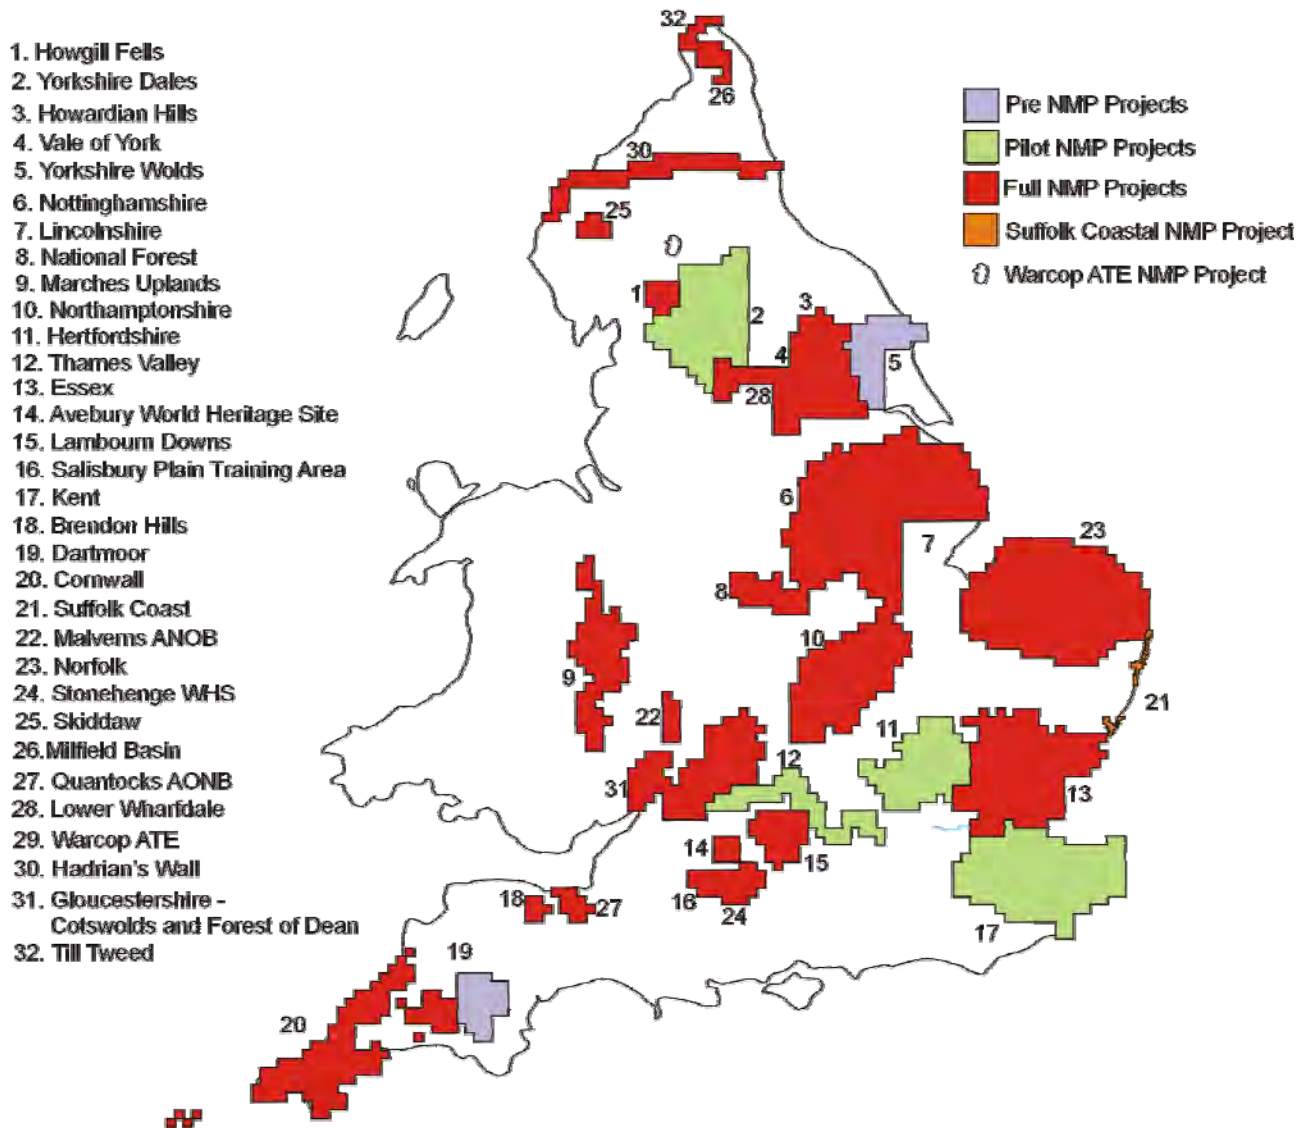 1. Howgill Fells
2. Yorkshire Dales
3. Howardian Hills
4. Vale of York
5. Yorkshire Wolds
6. Nottinghamshire
7. Lincolnshire
8. National Forest
9. Marches Uplands
10. Northamptonshire
11. Hertfordshire
12. Thames Valley
13. Essex
14. Avebury World Heritage Site
15. Lambourn Downs
16. Salisbury Plain Training Area
17. Kent
18. Brendon Hills
19. Dartmoor
20. Cornwall
21. Suffolk Coast
22. Malverns ANOB
23. Norfolk
24. Stonehenge WHS
25. Skiddaw
26.Milfield Basin
27. Quantocks AONB
28. Lower Wharfdale
29. Warcop ATE
30. Hadrian's Wall
31. Gloucestershire -
Cotswolds and Forest of Dean
32. Till Tweed
Pre NMP Projects
Pilot NMP Projects
Full NMP Projects
Suffolk Coastal NMP Project
Warcop ATE NMP Project
32
26
30
25
1
2
3
4
5
28
6
7
23
8
10
9
22
21
11
12
31
13
14
15
16
24
18
27
17
19
20